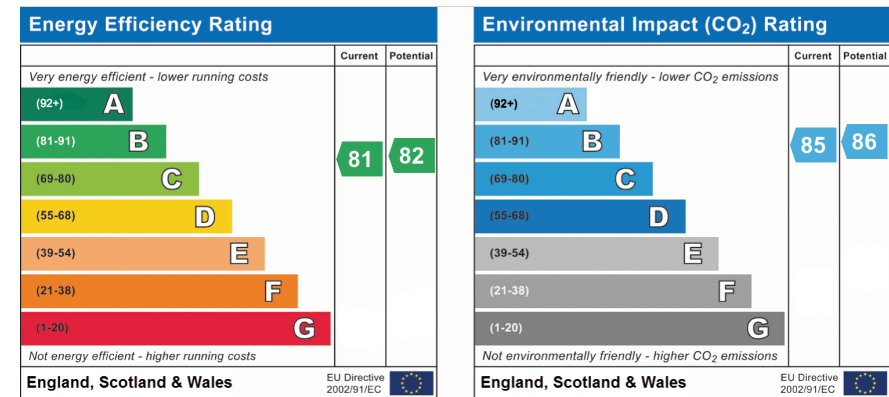 Energy Efficiency Rating
Current Potential
Very energy efficient - lower running costs
(92+) A
(81-91) B
(69-80) C
(55-68) D
(39-54) E
(21-38) F
(1-20) G
81
82
Not energy efficient - higher running costs
England, Scotland & Wales
EU Directive
2002/91/EC
Environmental Impact (CO₂) Rating
Current Potential
Very environmentally friendly - lower CO₂ emissions
(92+) A
(81-91) B
(69-80) C
(55-68) D
(39-54) E
(21-38) F
(1-20) G
85
86
Not environmentally friendly - higher CO₂ emissions
England, Scotland & Wales
EU Directive
2002/91/EC